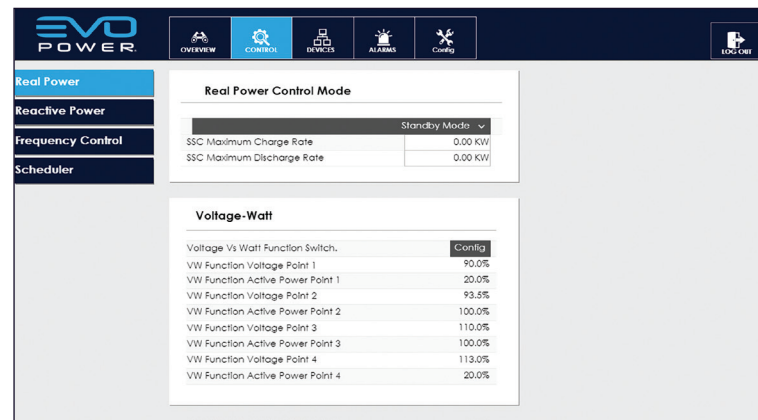 EVO
POWER.
OVERVIEW
CONTROL
DEVICES
ALARMS
Config
LOG OUT
Real Power
Reactive Power
Frequency Control
Scheduler
Real Power Control Mode
Standby Mode
SSC Maximum Charge Rate 0.00 KW
SSC Maximum Discharge Rate 0.00 KW
Voltage-Watt
Voltage Vs Watt Function Switch. Config
VW Function Voltage Point 1 90.0%
VW Function Active Power Point 1 20.0%
VW Function Voltage Point 2 93.5%
VW Function Active Power Point 2 100.0%
VW Function Voltage Point 3 110.0%
VW Function Active Power Point 3 100.0%
VW Function Voltage Point 4 113.0%
VW Function Active Power Point 4 20.0%